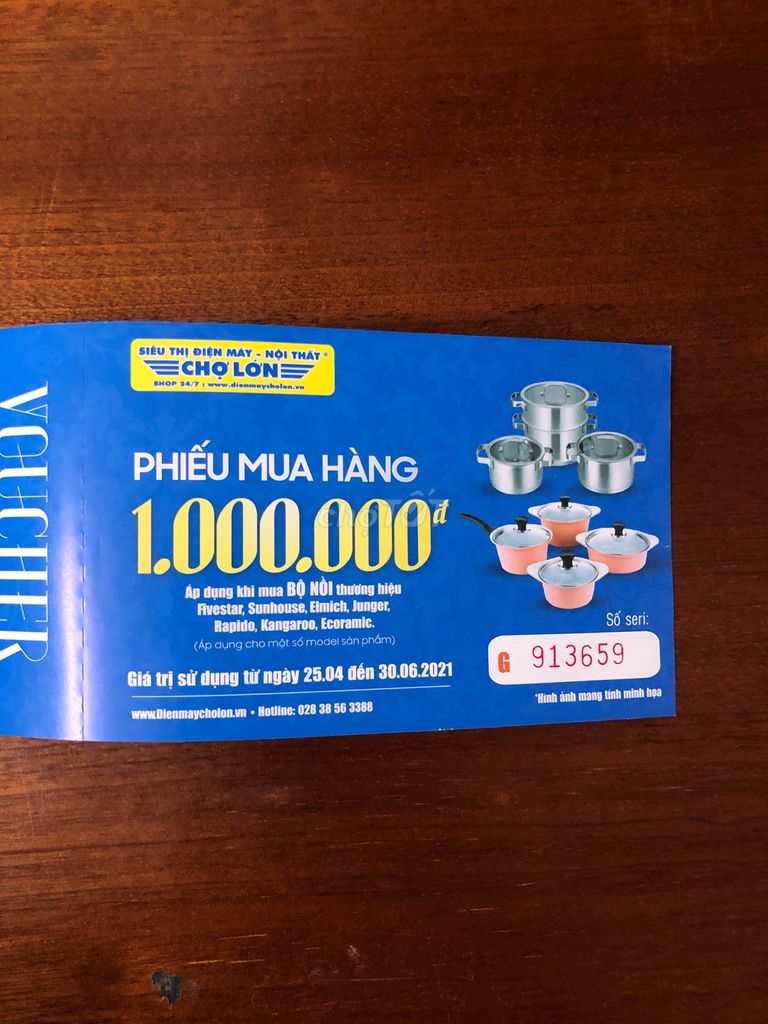 VOUCHER
SIÊU THỊ ĐIỆN MÁY - NỘI THẤT®
CHỢ LỚN
SHOP 24/7 : www.dienmaycholon.vn
PHIẾU MUA HÀNG
1.000.000đ
chợTỐT
Áp dụng khi mua BỘ NỒI thương hiệu
Fivestar, Sunhouse, Elmich, Junger,
Rapido, Kangaroo, Ecoramic.
(Áp dụng cho một số model sản phẩm)
Số seri:
G 913659
Giá trị sử dụng từ ngày 25.04 đến 30.06.2021
*Hình ảnh mang tính minh họa
www.Dienmaycholon.vn • Hotline: 028 38 56 3388